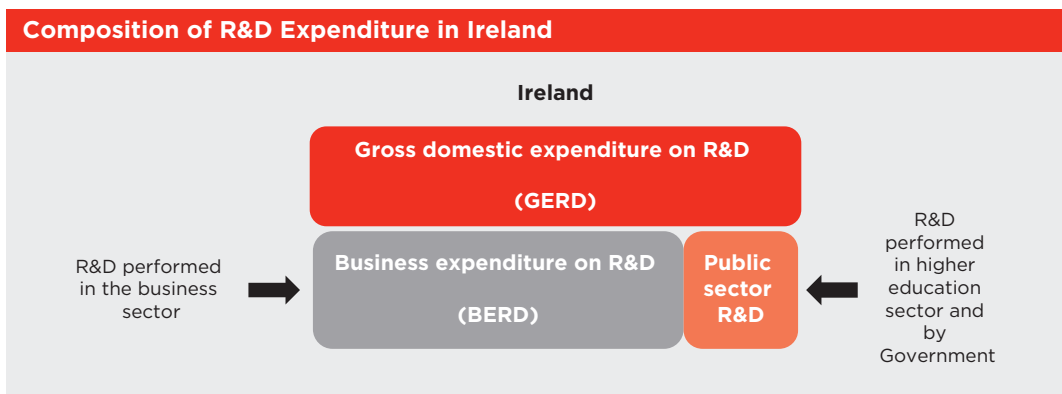 Composition of R&D Expenditure in Ireland
Ireland
Gross domestic expenditure on R&D
(GERD)
R&D performed
in the business
sector
Business expenditure on R&D
(BERD)
Public
sector
R&D
R&D
performed
in higher
education
sector and
by
Government